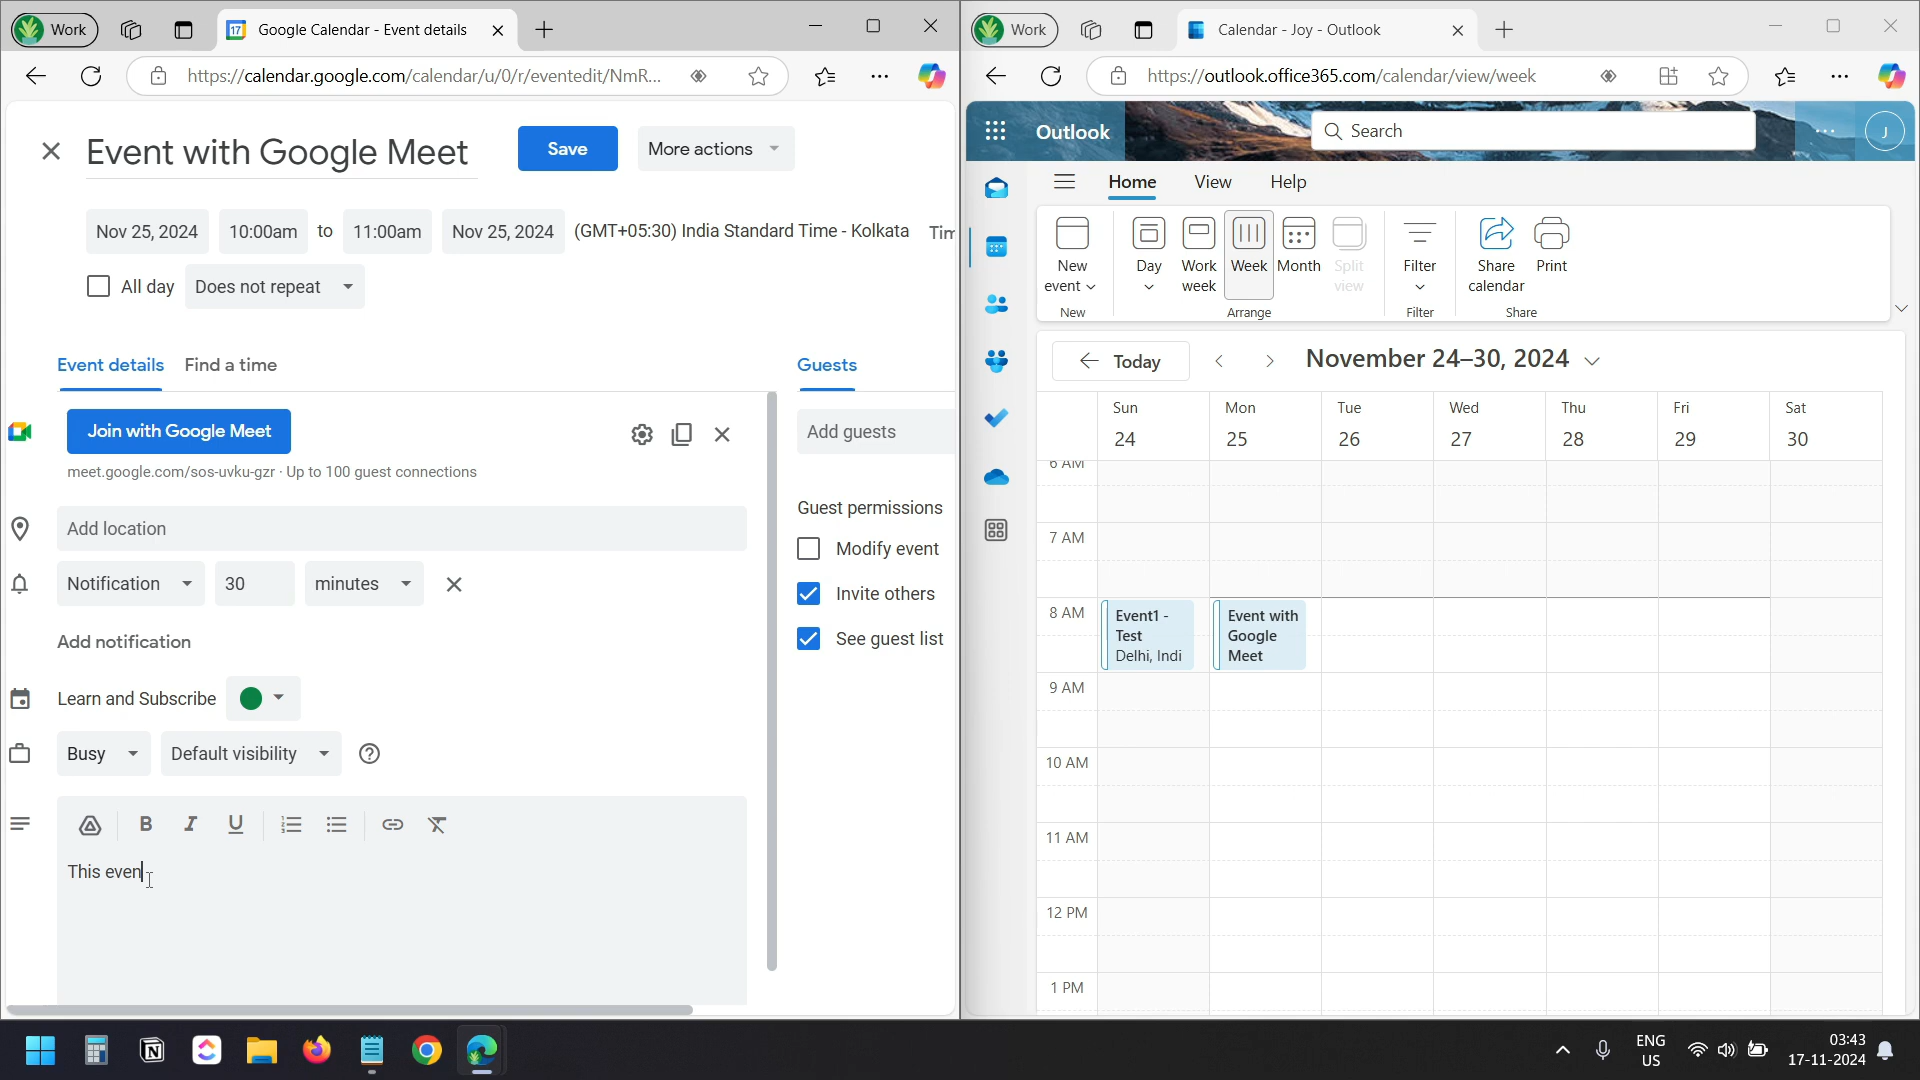 Work
17
Google Calendar - Event details
https://calendar.google.com/calendar/u/0/r/eventedit/NmR...
Event with Google Meet
Save
More actions
Nov 25, 2024
10:00am
to
11:00am
Nov 25, 2024
(GMT+05:30) India Standard Time - Kolkata
Tim
All day
Does not repeat
Event details
Find a time
Guests
Join with Google Meet
meet.google.com/sos-uvku-gzr · Up to 100 guest connections
Add guests
Add location
Guest permissions
Modify event
Notification
30
minutes
Invite others
Add notification
See guest list
Learn and Subscribe
Busy
Default visibility
B
I
U
This even
Work
Calendar - Joy - Outlook
https://outlook.office365.com/calendar/view/week
Outlook
Search
J
Home
View
Help
New
event
Day
Work
week
Week
Month
Split
view
Filter
Share
calendar
Print
New
Arrange
Filter
Share
Today
November 24–30, 2024
Sun
Mon
Tue
Wed
Thu
Fri
Sat
24
25
26
27
28
29
30
6 AM
7 AM
8 AM
Event1 -
Test
Delhi, Indi
Event with
Google
Meet
9 AM
10 AM
11 AM
12 PM
1 PM
ENG
US
03:43
17-11-2024